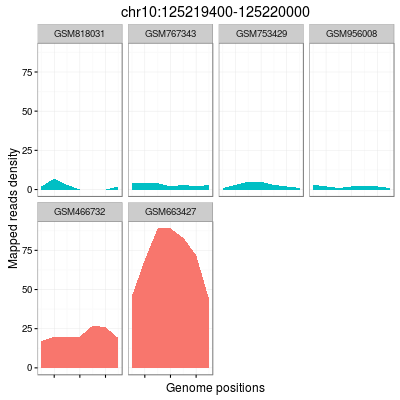 chr10:125219400-125220000
GSM818031 GSM767343 GSM753429 GSM956008
75
50
25
0
GSM466732 GSM663427
75
50
25
0
Mapped reads density
Genome positions